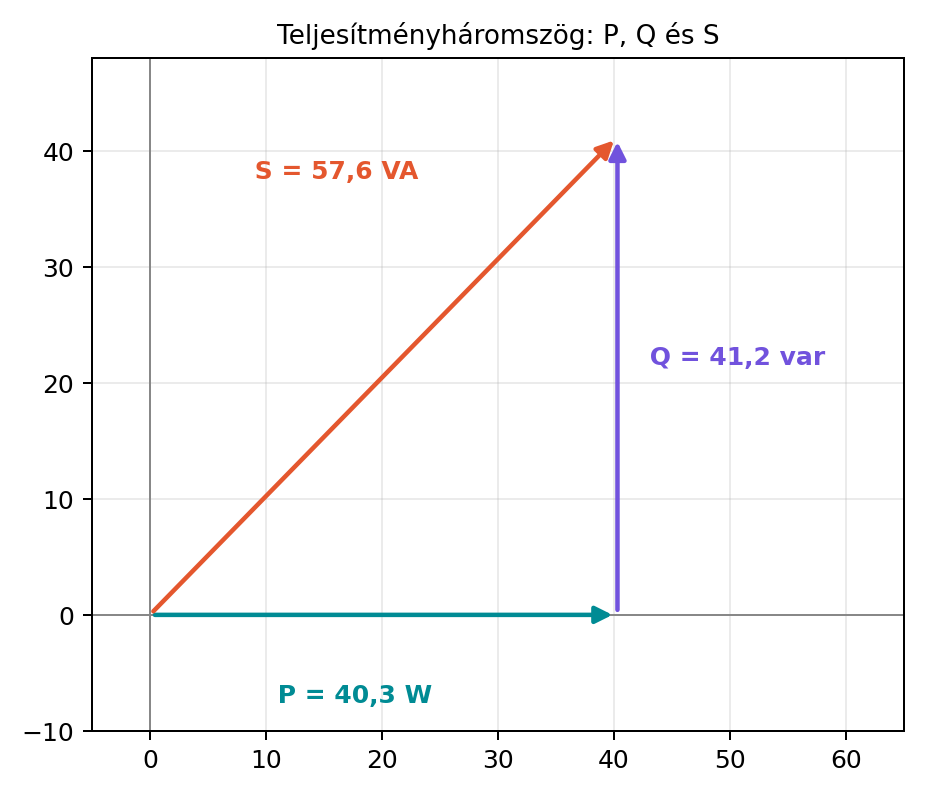 Teljesítményháromszög: P, Q és S
40
30
20
10
0
−10
S = 57,6 VA
Q = 41,2 var
P = 40,3 W
0 10 20 30 40 50 60